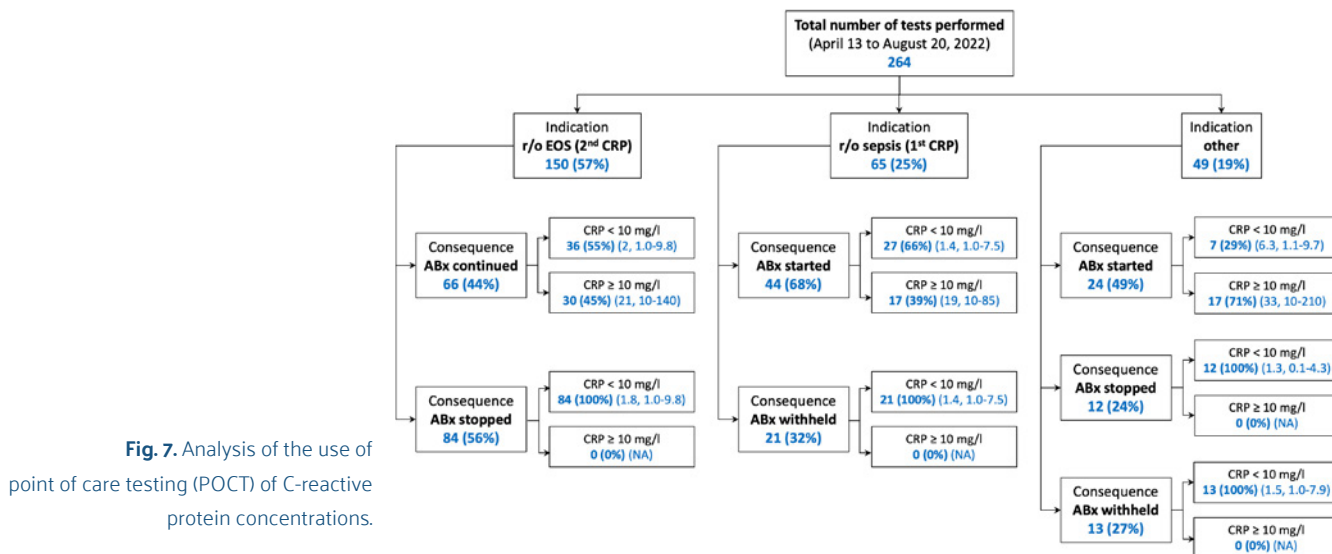 Total number of tests performed
(April 13 to August 20, 2022)
264
Indication
r/o EOS (2nd CRP)
150 (57%)
Consequence
ABx continued
66 (44%)
CRP < 10 mg/l
36 (55%) (2, 1.0-9.8)
CRP ≥ 10 mg/l
30 (45%) (21, 10-140)
Consequence
ABx stopped
84 (56%)
CRP < 10 mg/l
84 (100%) (1.8, 1.0-9.8)
CRP ≥ 10 mg/l
0 (0%) (NA)
Indication
r/o sepsis (1st CRP)
65 (25%)
Consequence
ABx started
44 (68%)
CRP < 10 mg/l
27 (66%) (1.4, 1.0-7.5)
CRP ≥ 10 mg/l
17 (39%) (19, 10-85)
Consequence
ABx withheld
21 (32%)
CRP < 10 mg/l
21 (100%) (1.4, 1.0-7.5)
CRP ≥ 10 mg/l
0 (0%) (NA)
Indication
other
49 (19%)
Consequence
ABx started
24 (49%)
CRP < 10 mg/l
7 (29%) (6.3, 1.1-9.7)
CRP ≥ 10 mg/l
17 (71%) (33, 10-210)
Consequence
ABx stopped
12 (24%)
CRP < 10 mg/l
12 (100%) (1.3, 0.1-4.3)
CRP ≥ 10 mg/l
0 (0%) (NA)
Consequence
ABx withheld
13 (27%)
CRP < 10 mg/l
13 (100%) (1.5, 1.0-7.9)
CRP ≥ 10 mg/l
0 (0%) (NA)
Fig. 7. Analysis of the use of
point of care testing (POCT) of C-reactive
protein concentrations.